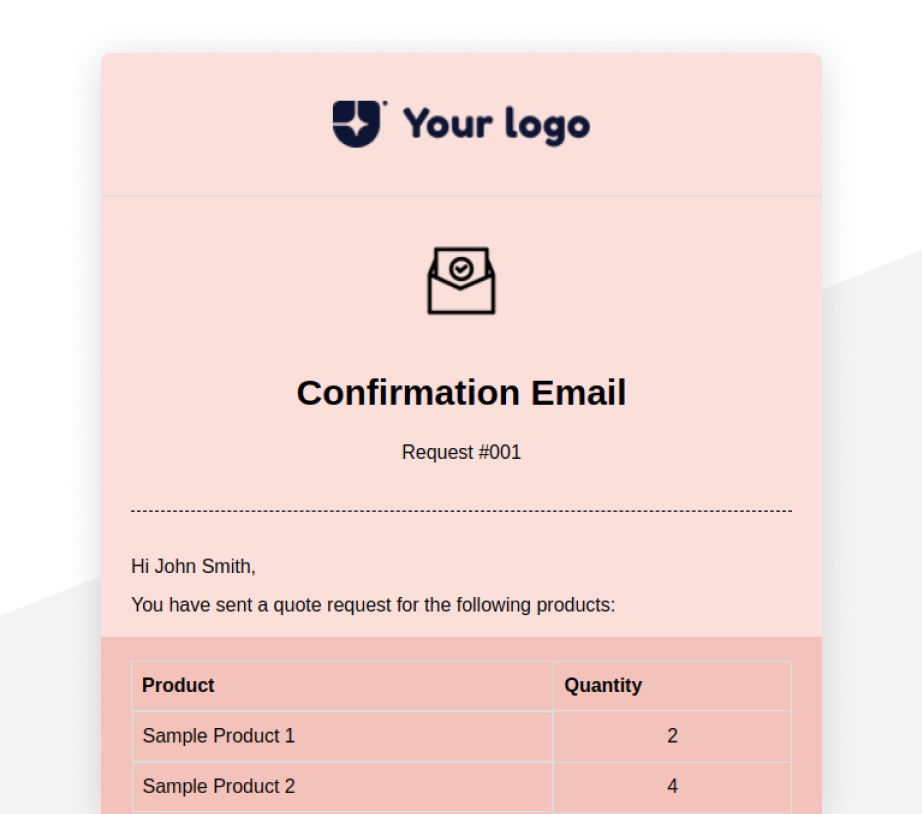 Your logo
Confirmation Email
Request #001
Hi John Smith,
You have sent a quote request for the following products:
Product Quantity
Sample Product 1 2
Sample Product 2 4